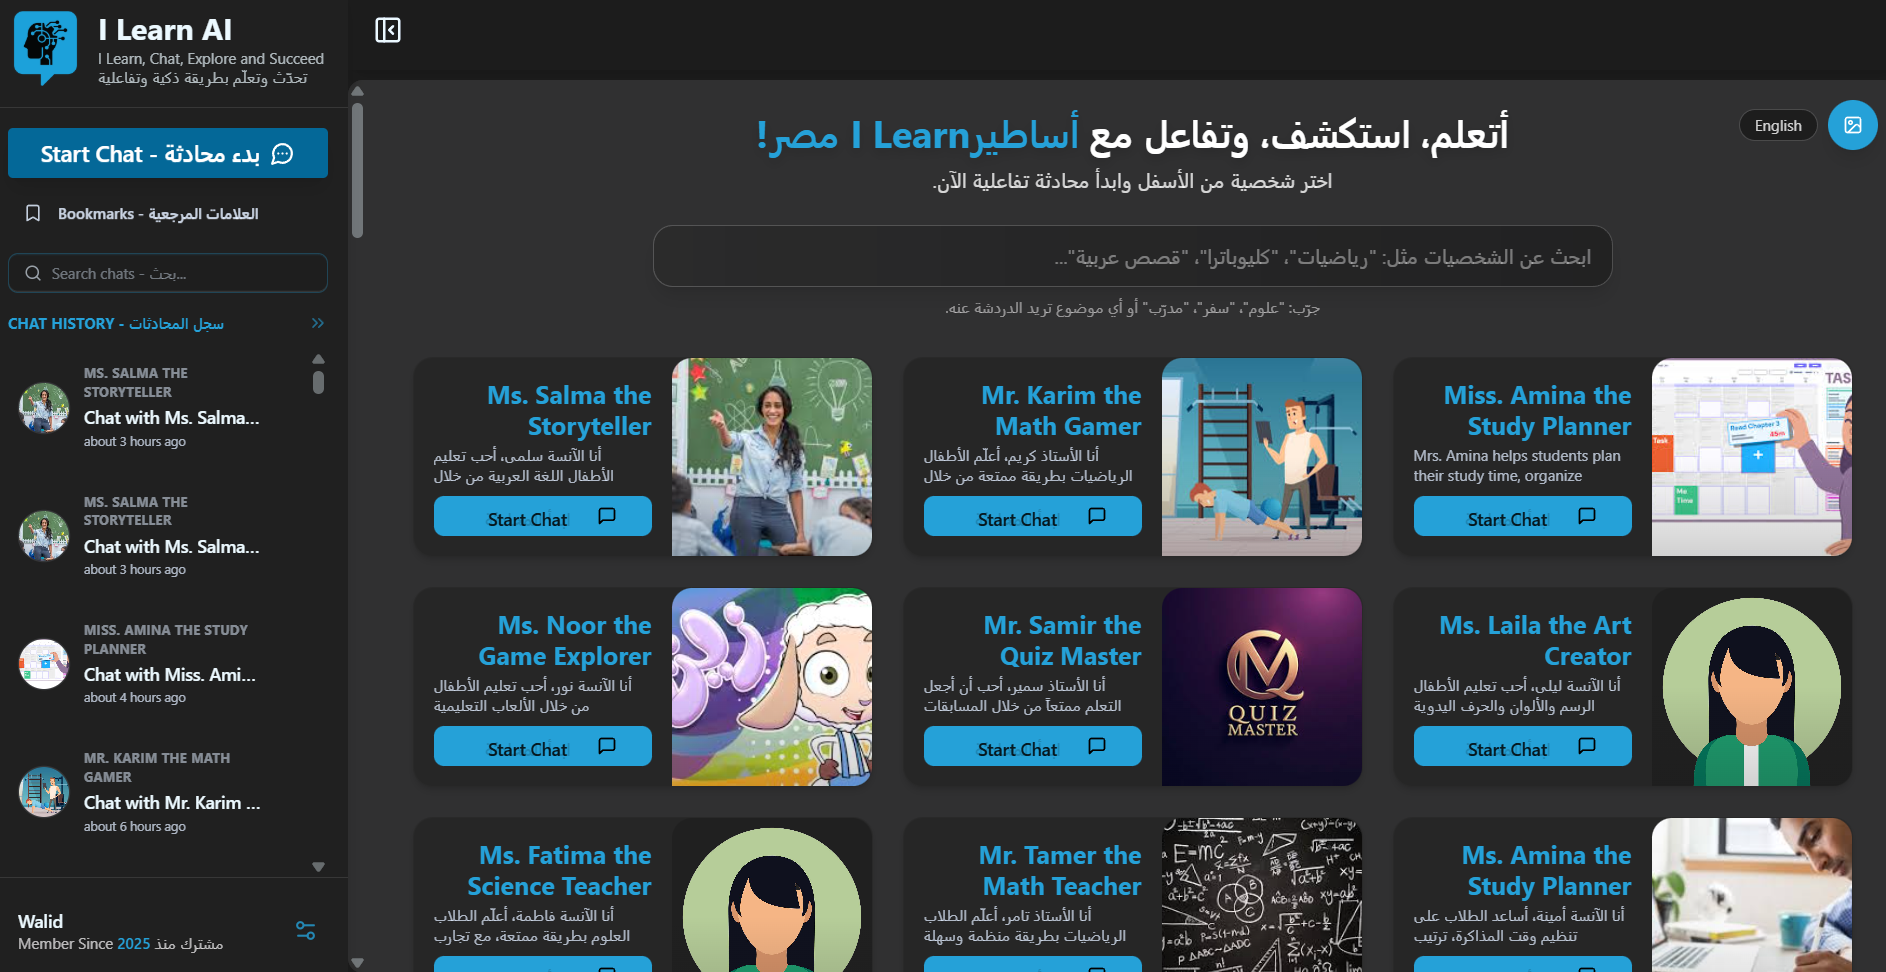 I Learn AI
I Learn, Chat, Explore and Succeed
تحدّث وتعلّم بطريقة ذكية وتفاعلية
Start Chat - بدء محادثة
Bookmarks - العلامات المرجعية
Search chats - بحث...
CHAT HISTORY - سجل المحادثات
MS. SALMA THE
STORYTELLER
Chat with Ms. Salma...
about 3 hours ago
MS. SALMA THE
STORYTELLER
Chat with Ms. Salma...
about 3 hours ago
MISS. AMINA THE STUDY
PLANNER
Chat with Miss. Ami...
about 4 hours ago
MR. KARIM THE MATH
GAMER
Chat with Mr. Karim ...
about 6 hours ago
Walid
Member Since 2025 مشترك منذ
English
أتعلم، استكشف، وتفاعل مع أساطيرI Learn مصر!
اختر شخصية من الأسفل وابدأ محادثة تفاعلية الآن.
ابحث عن الشخصيات مثل: "رياضيات"، "كليوباترا"، "قصص عربية"...
جرّب: "علوم"، "سفر"، "مدرّب" أو أي موضوع تريد الدردشة عنه.
Ms. Salma the
Storyteller
أنا الآنسة سلمى، أحب تعليم
الأطفال اللغة العربية من خلال
Start Chat
Mr. Karim the
Math Gamer
أنا الأستاذ كريم، أعلّم الأطفال
الرياضيات بطريقة ممتعة من خلال
Start Chat
Miss. Amina the
Study Planner
Mrs. Amina helps students plan
their study time, organize
Start Chat
TAS
Read Chapter 3
45m
Task
Me
Time
Ms. Noor the
Game Explorer
أنا الآنسة نور، أحب تعليم الأطفال
من خلال الألعاب التعليمية
Start Chat
Mr. Samir the
Quiz Master
أنا الأستاذ سمير، أحب أن أجعل
التعلم ممتعاً من خلال المسابقات
Start Chat
QUIZ
MASTER
Ms. Laila the Art
Creator
أنا الآنسة ليلى، أحب تعليم الأطفال
الرسم والألوان والحرف اليدوية
Start Chat
Ms. Fatima the
Science Teacher
أنا الآنسة فاطمة، أعلّم الطلاب
العلوم بطريقة ممتعة، مع تجارب
Mr. Tamer the
Math Teacher
أنا الأستاذ تامر، أعلّم الطلاب
الرياضيات بطريقة منظمة وسهلة
E=MC²
Ms. Amina the
Study Planner
أنا الآنسة أمينة، أساعد الطلاب على
تنظيم وقت المذاكرة، ترتيب